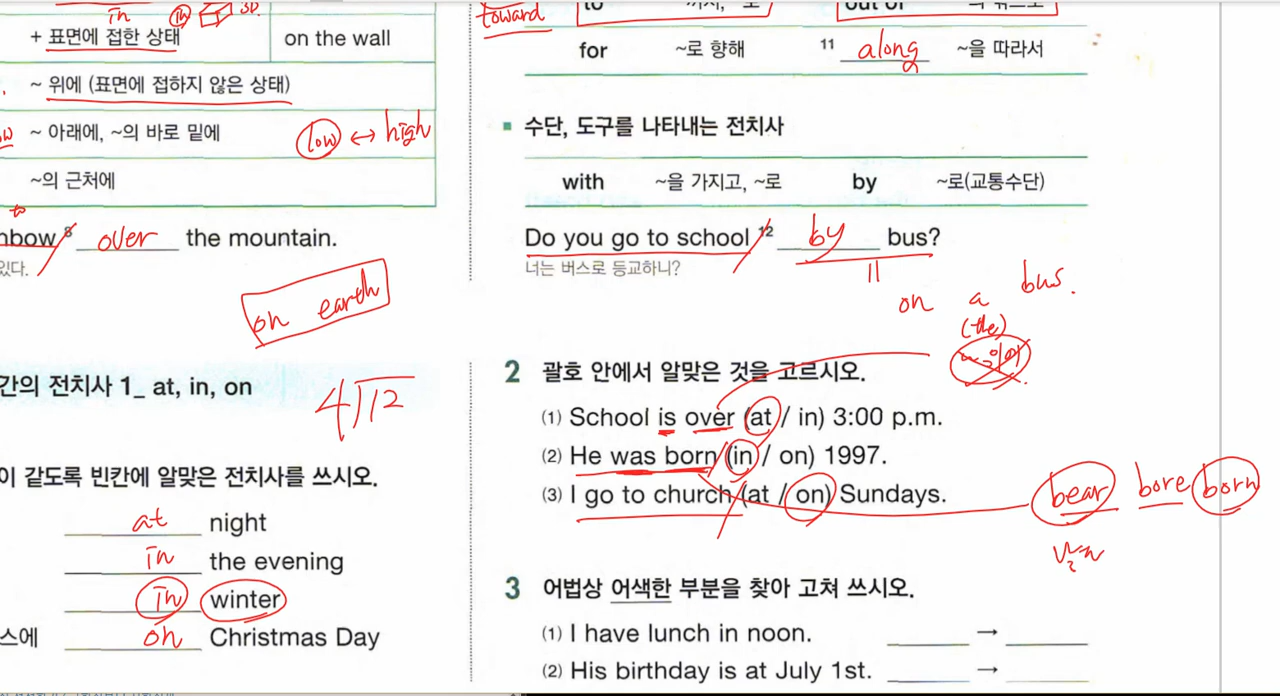 in in 3D.
+ 표면에 접한 상태 on the wall
~ 위에 (표면에 접하지 않은 상태)
~ 아래에, ~의 바로 밑에 low ↔ high
~의 근처에
nbow 8 over the mountain.
있다.
on earth
간의 전치사 1_ at, in, on
4 12
이 같도록 빈칸에 알맞은 전치사를 쓰시오.
at night
in the evening
in winter
스에 on Christmas Day
toward to out of
for ~로 향해 11 along ~을 따라서
수단, 도구를 나타내는 전치사
with ~을 가지고, ~로 by ~로(교통수단)
Do you go to school 12 by bus?
너는 버스로 등교하니?
on a bus.
(the)
2 괄호 안에서 알맞은 것을 고르시오.
(1) School is over (at / in) 3:00 p.m.
(2) He was born (in / on) 1997.
(3) I go to church (at / on) Sundays.
bear bore born
3 어법상 어색한 부분을 찾아 고쳐 쓰시오.
(1) I have lunch in noon. ______ → ______
(2) His birthday is at July 1st. ______ → ______